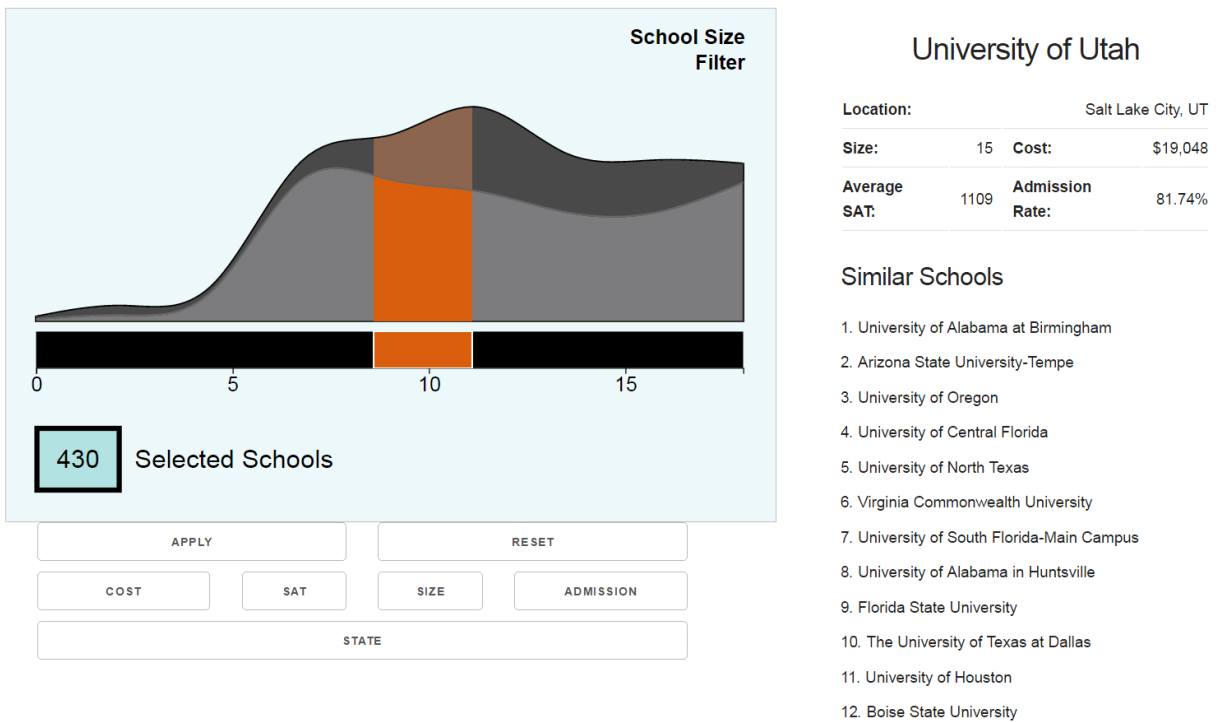 School Size
Filter
0 5 10 15
430 Selected Schools
APPLY RESET
COST SAT SIZE ADMISSION
STATE
University of Utah
Location: Salt Lake City, UT
Size: 15 Cost: $19,048
Average SAT: 1109 Admission Rate: 81.74%
Similar Schools
1. University of Alabama at Birmingham
2. Arizona State University-Tempe
3. University of Oregon
4. University of Central Florida
5. University of North Texas
6. Virginia Commonwealth University
7. University of South Florida-Main Campus
8. University of Alabama in Huntsville
9. Florida State University
10. The University of Texas at Dallas
11. University of Houston
12. Boise State University